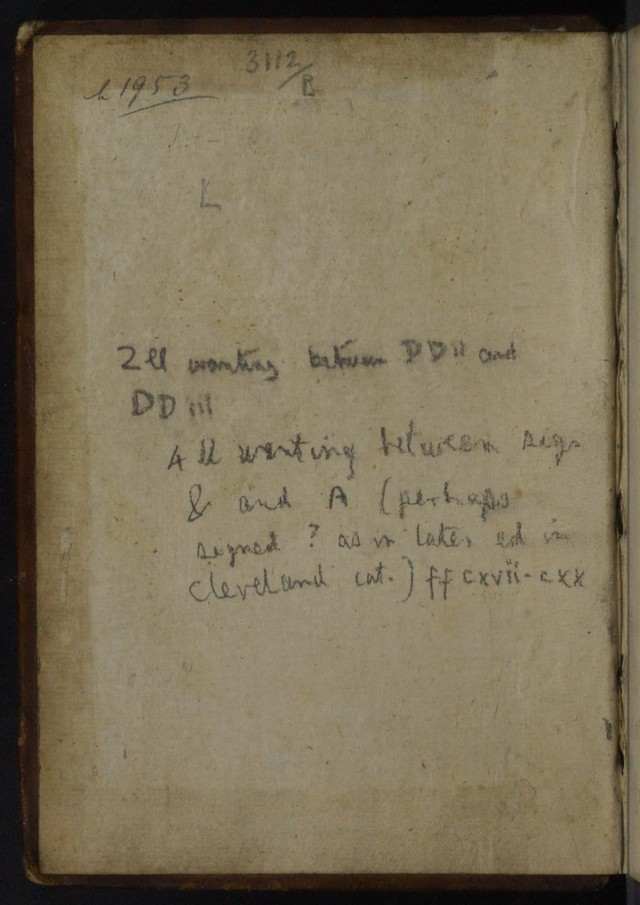 3112/B
h 1953
L
2 ll wanting between DD ii and
DD iii
4 ll wanting between sigs
& and A (perhaps
signed ? as in later ed in
Cleveland cat.) ff cxvii-cxx